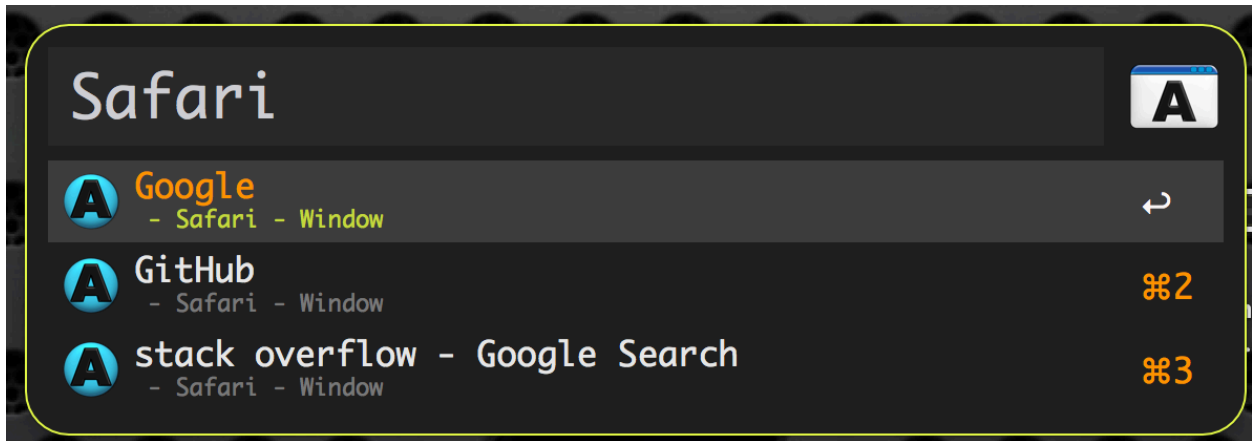 Safari
A
A
Google
- Safari - Window
↩
A
GitHub
- Safari - Window
⌘2
A
stack overflow - Google Search
- Safari - Window
⌘3